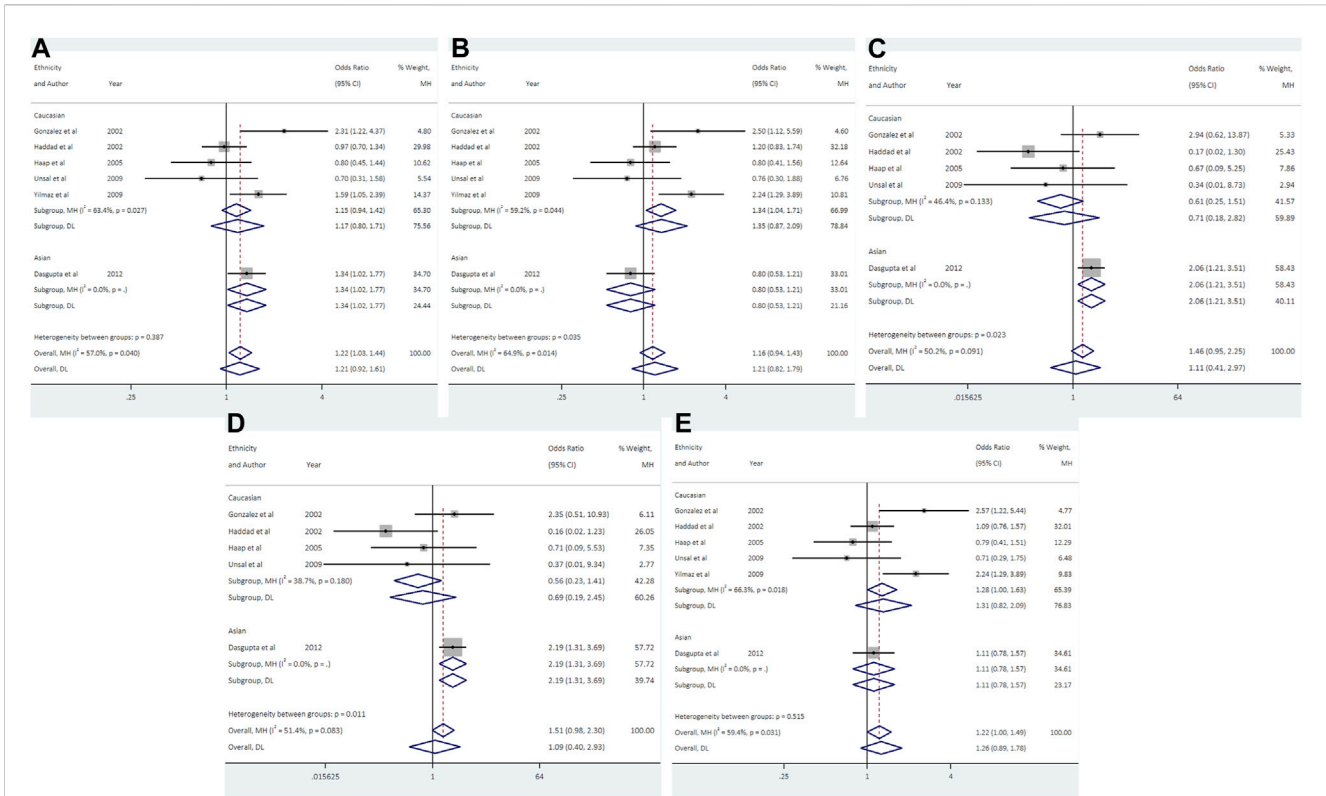 A
Ethnicity Odds Ratio % Weight,
and Author Year (95% CI) MH
Caucasian
Gonzalez et al 2002 2.31 (1.22, 4.37) 4.80
Haddad et al 2002 0.97 (0.70, 1.34) 29.98
Haap et al 2005 0.80 (0.45, 1.44) 10.62
Unsal et al 2009 0.70 (0.31, 1.58) 5.54
Yilmaz et al 2009 1.59 (1.05, 2.39) 14.37
Subgroup, MH (I² = 63.4%, p = 0.027) 1.15 (0.94, 1.42) 65.30
Subgroup, DL 1.17 (0.80, 1.71) 75.56
Asian
Dasgupta et al 2012 1.34 (1.02, 1.77) 34.70
Subgroup, MH (I² = 0.0%, p = .) 1.34 (1.02, 1.77) 34.70
Subgroup, DL 1.34 (1.02, 1.77) 24.44
Heterogeneity between groups: p = 0.387
Overall, MH (I² = 57.0%, p = 0.040) 1.22 (1.03, 1.44) 100.00
Overall, DL 1.21 (0.92, 1.61)
.25 1 4
B
Ethnicity Odds Ratio % Weight,
and Author Year (95% CI) MH
Caucasian
Gonzalez et al 2002 2.50 (1.12, 5.59) 4.60
Haddad et al 2002 1.20 (0.83, 1.74) 32.18
Haap et al 2005 0.80 (0.41, 1.56) 12.64
Unsal et al 2009 0.76 (0.30, 1.88) 6.76
Yilmaz et al 2009 2.24 (1.29, 3.89) 10.81
Subgroup, MH (I² = 59.2%, p = 0.044) 1.34 (1.04, 1.71) 66.99
Subgroup, DL 1.35 (0.87, 2.09) 78.84
Asian
Dasgupta et al 2012 0.80 (0.53, 1.21) 33.01
Subgroup, MH (I² = 0.0%, p = .) 0.80 (0.53, 1.21) 33.01
Subgroup, DL 0.80 (0.53, 1.21) 21.16
Heterogeneity between groups: p = 0.035
Overall, MH (I² = 64.9%, p = 0.014) 1.16 (0.94, 1.43) 100.00
Overall, DL 1.21 (0.82, 1.79)
.25 1 4
C
Ethnicity Odds Ratio % Weight,
and Author Year (95% CI) MH
Caucasian
Gonzalez et al 2002 2.94 (0.62, 13.87) 5.33
Haddad et al 2002 0.17 (0.02, 1.30) 25.43
Haap et al 2005 0.67 (0.09, 5.25) 7.86
Unsal et al 2009 0.34 (0.01, 8.73) 2.94
Subgroup, MH (I² = 46.4%, p = 0.133) 0.61 (0.25, 1.51) 41.57
Subgroup, DL 0.71 (0.18, 2.82) 59.89
Asian
Dasgupta et al 2012 2.06 (1.21, 3.51) 58.43
Subgroup, MH (I² = 0.0%, p = .) 2.06 (1.21, 3.51) 58.43
Subgroup, DL 2.06 (1.21, 3.51) 40.11
Heterogeneity between groups: p = 0.023
Overall, MH (I² = 50.2%, p = 0.091) 1.46 (0.95, 2.25) 100.00
Overall, DL 1.11 (0.41, 2.97)
.015625 1 64
D
Ethnicity Odds Ratio % Weight,
and Author Year (95% CI) MH
Caucasian
Gonzalez et al 2002 2.35 (0.51, 10.93) 6.11
Haddad et al 2002 0.16 (0.02, 1.23) 26.05
Haap et al 2005 0.71 (0.09, 5.53) 7.35
Unsal et al 2009 0.37 (0.01, 9.34) 2.77
Subgroup, MH (I² = 38.7%, p = 0.180) 0.56 (0.23, 1.41) 42.28
Subgroup, DL 0.69 (0.19, 2.45) 60.26
Asian
Dasgupta et al 2012 2.19 (1.31, 3.69) 57.72
Subgroup, MH (I² = 0.0%, p = .) 2.19 (1.31, 3.69) 57.72
Subgroup, DL 2.19 (1.31, 3.69) 39.74
Heterogeneity between groups: p = 0.011
Overall, MH (I² = 51.4%, p = 0.083) 1.51 (0.98, 2.30) 100.00
Overall, DL 1.09 (0.40, 2.93)
.015625 1 64
E
Ethnicity Odds Ratio % Weight,
and Author Year (95% CI) MH
Caucasian
Gonzalez et al 2002 2.57 (1.22, 5.44) 4.77
Haddad et al 2002 1.09 (0.76, 1.57) 32.01
Haap et al 2005 0.79 (0.41, 1.51) 12.29
Unsal et al 2009 0.71 (0.29, 1.75) 6.48
Yilmaz et al 2009 2.24 (1.29, 3.89) 9.83
Subgroup, MH (I² = 66.3%, p = 0.018) 1.28 (1.00, 1.63) 65.39
Subgroup, DL 1.31 (0.82, 2.09) 76.83
Asian
Dasgupta et al 2012 1.11 (0.78, 1.57) 34.61
Subgroup, MH (I² = 0.0%, p = .) 1.11 (0.78, 1.57) 34.61
Subgroup, DL 1.11 (0.78, 1.57) 23.17
Heterogeneity between groups: p = 0.515
Overall, MH (I² = 59.4%, p = 0.031) 1.22 (1.00, 1.49) 100.00
Overall, DL 1.26 (0.89, 1.78)
.25 1 4